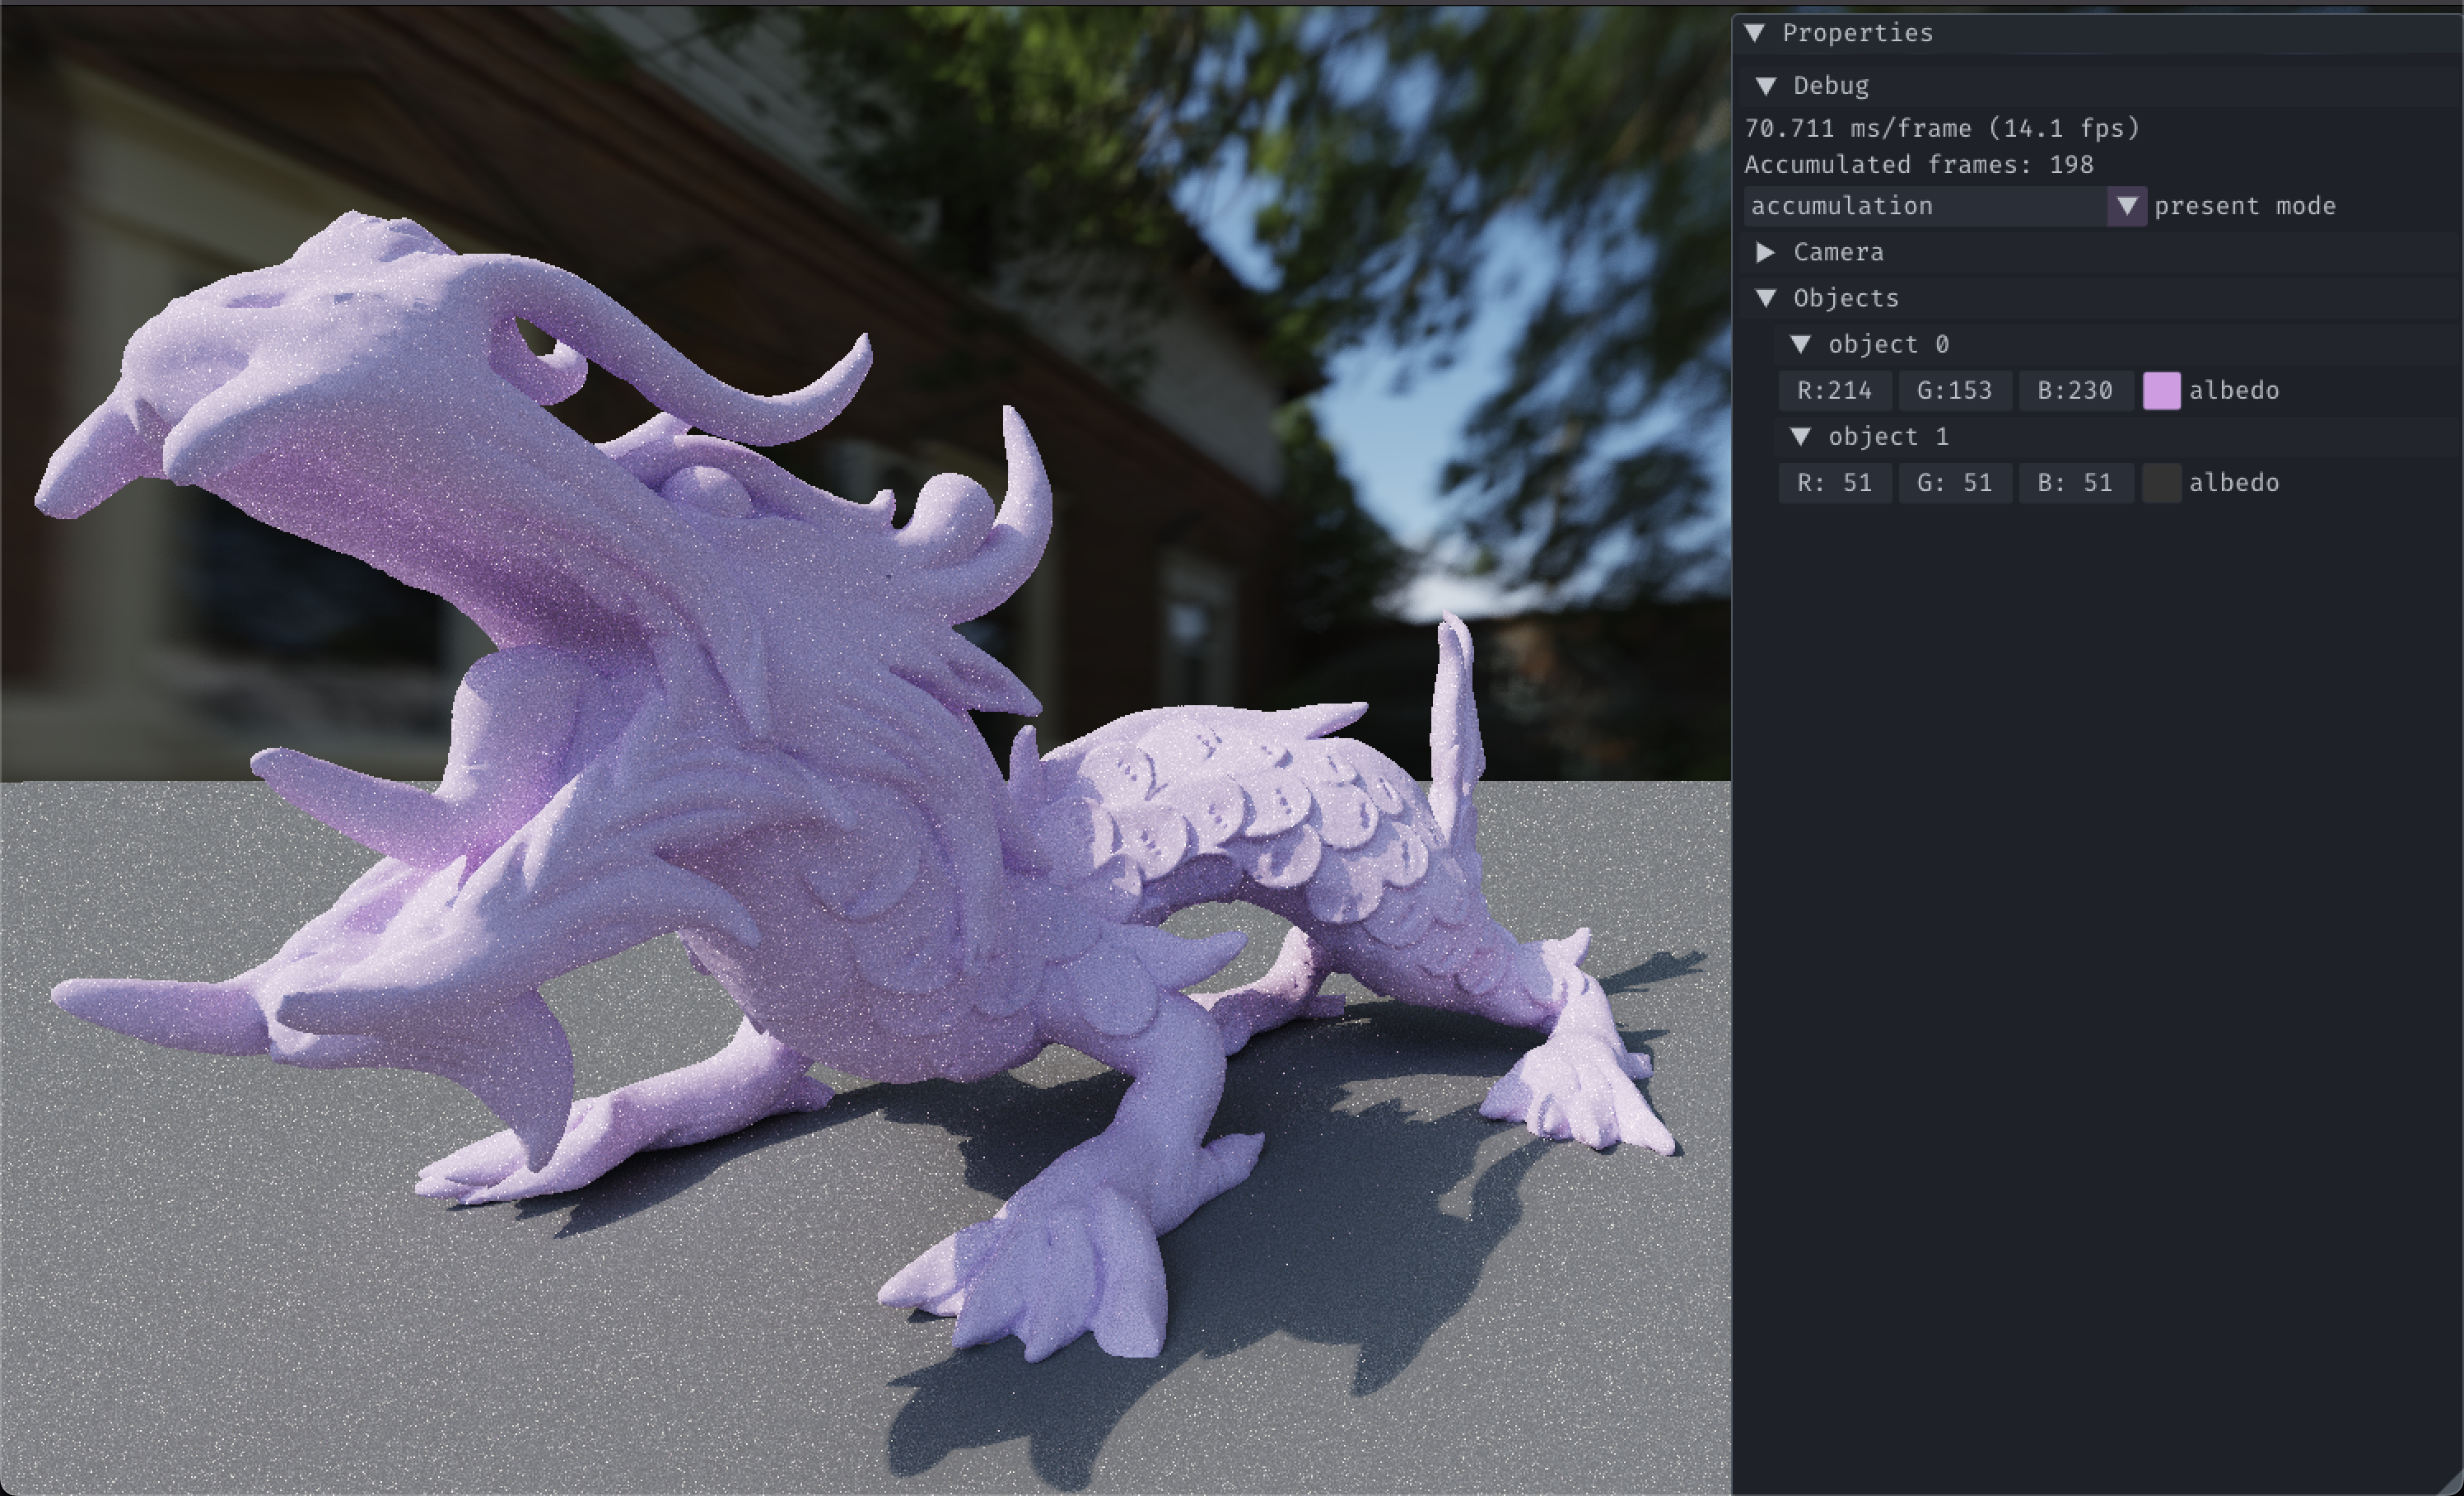 Properties
Debug
70.711 ms/frame (14.1 fps)
Accumulated frames: 198
accumulation present mode
Camera
Objects
object 0
R:214 G:153 B:230 albedo
object 1
R: 51 G: 51 B: 51 albedo